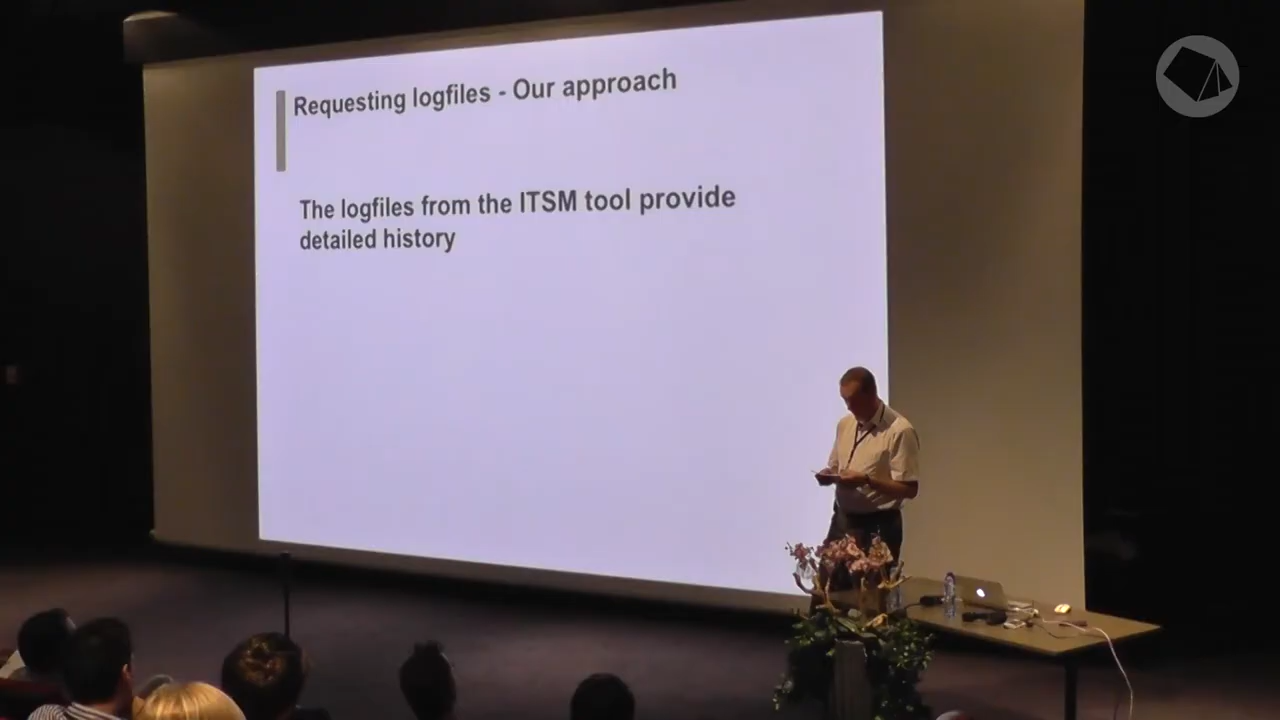 Requesting logfiles - Our approach
The logfiles from the ITSM tool provide
detailed history